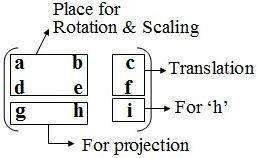 Place for
Rotation & Scaling
a b c
Translation
d e f
g h i
For ‘h’
For projection